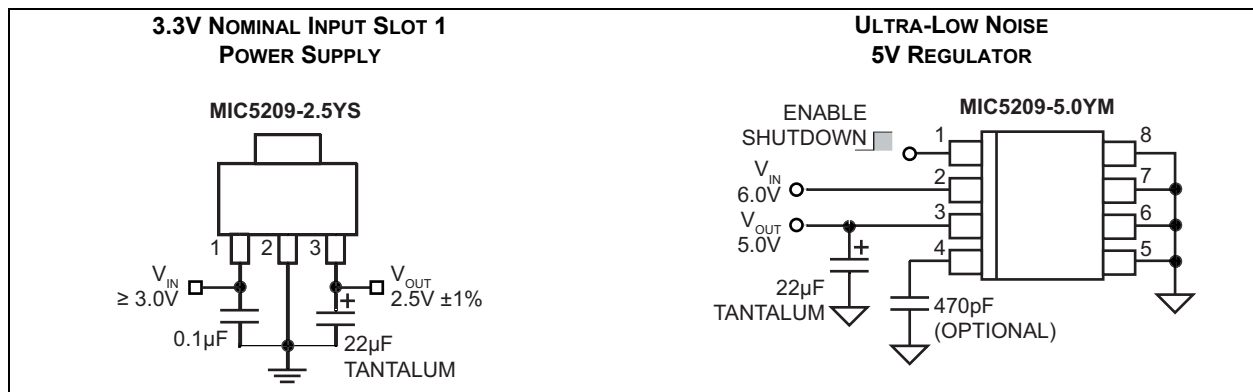 3.3V NOMINAL INPUT SLOT 1
POWER SUPPLY
MIC5209-2.5YS
1 2 3
VIN
≥ 3.0V
VOUT
2.5V ±1%
+
0.1µF
22µF
TANTALUM
ULTRA-LOW NOISE
5V REGULATOR
MIC5209-5.0YM
ENABLE
SHUTDOWN
1
8
VIN
6.0V
2
7
VOUT
5.0V
3
6
4
5
+
22µF
TANTALUM
470pF
(OPTIONAL)